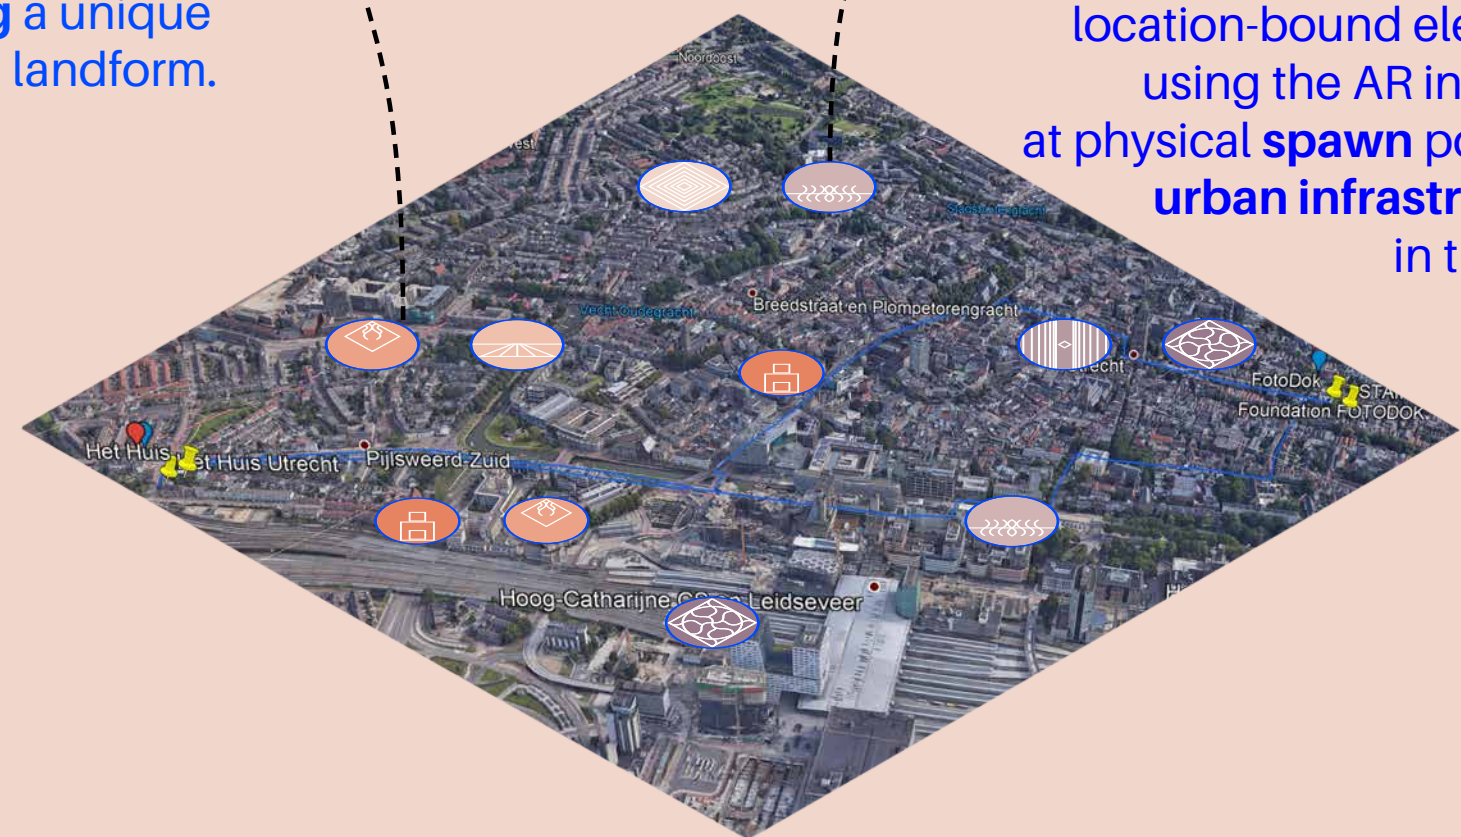 g a unique
landform.
location-bound ele
using the AR in
at physical spawn po
urban infrastr
in t
Noordoost
West
Vecht Oudegracht
Breedstraat en Plompetorengracht
FotoDok
Foundation FOTODOK
Het Huis
et Huis Utrecht
Pijlsweerd-Zuid
Hoog-Catharijne
Leidseveer